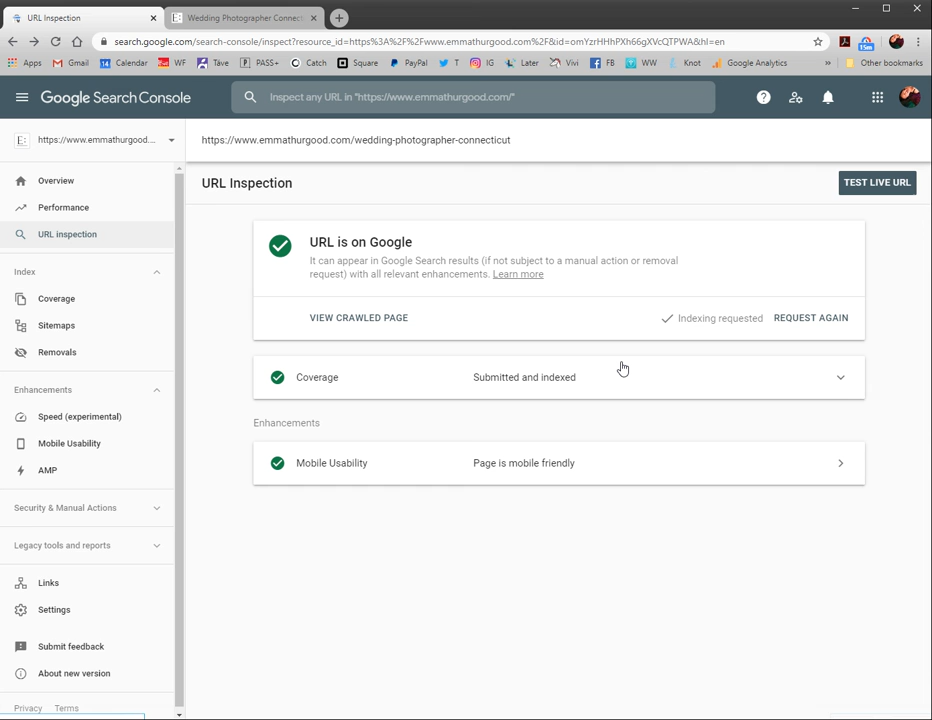 URL Inspection
Wedding Photographer Connect
search.google.com/search-console/inspect?resource_id=https%3A%2F%2Fwww.emmathurgood.com%2F&id=omYzrHHhPXh66gXVcQTPWA&hl=en
15m
Apps
Gmail
14
Calendar
WF
Táve
PASS+
Catch
Square
PayPal
T
IG
Later
Vivi
FB
WW
Knot
Google Analytics
»
Other bookmarks
Google Search Console
Inspect any URL in "https://www.emmathurgood.com/"
E: https://www.emmathurgood....
https://www.emmathurgood.com/wedding-photographer-connecticut
Overview
Performance
URL inspection
Index
Coverage
Sitemaps
Removals
Enhancements
Speed (experimental)
Mobile Usability
AMP
Security & Manual Actions
Legacy tools and reports
Links
Settings
Submit feedback
About new version
Privacy Terms
URL Inspection
TEST LIVE URL
URL is on Google
It can appear in Google Search results (if not subject to a manual action or removal
request) with all relevant enhancements. Learn more
VIEW CRAWLED PAGE
Indexing requested
REQUEST AGAIN
Coverage
Submitted and indexed
Enhancements
Mobile Usability
Page is mobile friendly